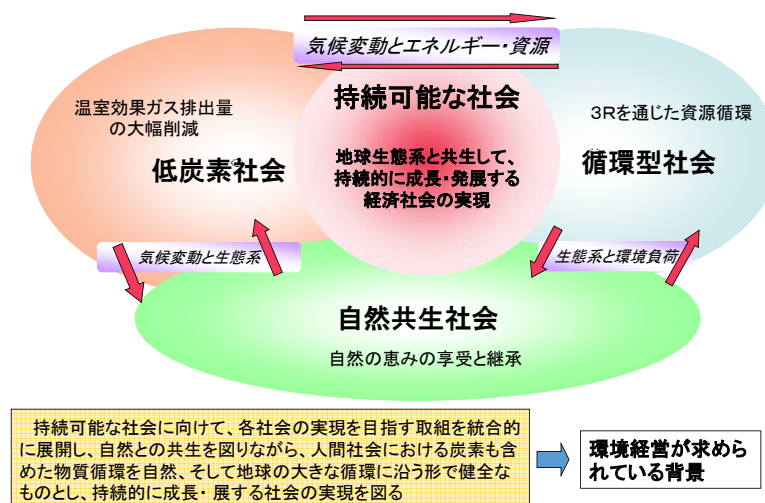 気候変動とエネルギー・資源
持続可能な社会
温室効果ガス排出量
の大幅削減
低炭素社会
地球生態系と共生して、
持続的に成長・発展する
経済社会の実現
3Rを通じた資源循環
循環型社会
気候変動と生態系
生態系と環境負荷
自然共生社会
自然の恵みの享受と継承
持続可能な社会に向けて、各社会の実現を目指す取組を統合的
に展開し、自然との共生を図りながら、人間社会における炭素も含
めた物質循環を自然、そして地球の大きな循環に沿う形で健全な
ものとし、持続的に成長・ 展する社会の実現を図る
環境経営が求めら
れている背景